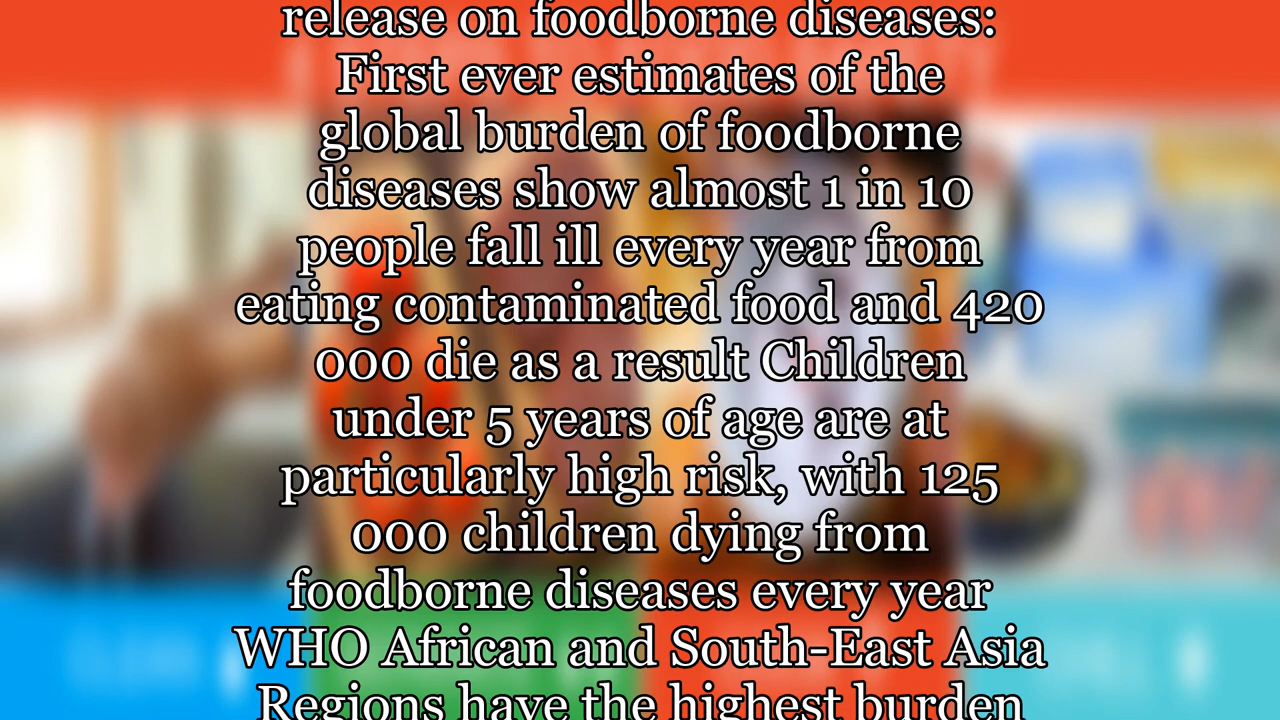 release on foodborne diseases:
First ever estimates of the
global burden of foodborne
diseases show almost 1 in 10
people fall ill every year from
eating contaminated food and 420
000 die as a result Children
under 5 years of age are at
particularly high risk, with 125
000 children dying from
foodborne diseases every year
WHO African and South-East Asia
Regions have the highest burden